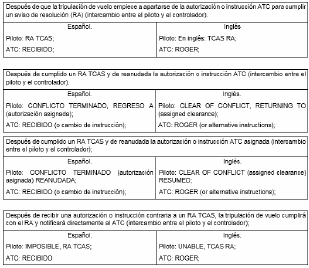 Después de que la tripulación de vuelo empiece a apartarse de la autorización o instrucción ATC para cumplir
un aviso de resolución (RA) (intercambio entre el piloto y el controlador).
Español.
Inglés
Piloto: RA TCAS;
Piloto: En inglés: TCAS RA;
ATC: RECIBIDO;
ATC: ROGER;
Después de cumplido un RA TCAS y de reanudada la autorización o instrucción ATC (intercambio entre el
piloto y el controlador).
Español.
Inglés.
Piloto: CONFLICTO TERMINADO, REGRESO A
(autorización asignada);
Piloto: CLEAR OF CONFLICT, RETURNING TO
(assigned clearance);
ATC: RECIBIDO (o cambio de instrucción);
ATC: ROGER (or alternative instructions);
Después de cumplido un RA TCAS y de reanudada la autorización o instrucción ATC asignada (intercambio
entre el piloto y el controlador);
Español.
Inglés.
Piloto: CONFLICTO TERMINADO (autorización
asignada) REANUDADA;
Piloto: CLEAR OF CONFLICT (assigned clearance)
RESUMED;
ATC: RECIBIDO (o cambio de instrucción);
ATC: ROGER (or alternative instructions);
Después de recibir una autorización o instrucción contraria a un RA TCAS, la tripulación de vuelo cumplirá
con el RA y notificará directamente al ATC (intercambio entre el piloto y el controlador);
Español.
Inglés.
Piloto: IMPOSIBLE, RA TCAS;
Piloto: UNABLE, TCAS RA;
ATC: RECIBIDO
ATC: ROGER;